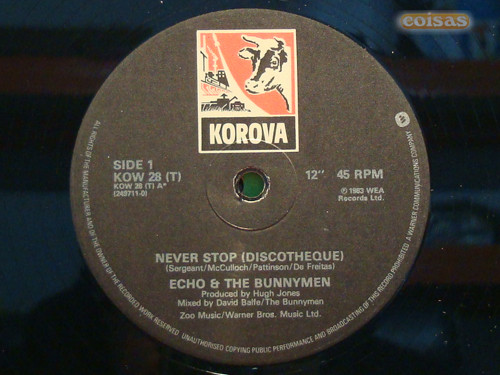 eoisas
KOROVA
SIDE 1
KOW 28 (T)
KOW 28 (T) A*
(249711-0)
12" 45 RPM
℗ 1983 WEA
Records Ltd.
NEVER STOP (DISCOTHEQUE)
(Sergeant/McCulloch/Pattinson/De Freitas)
ECHO & THE BUNNYMEN
Produced by Hugh Jones
Mixed by David Balfe/The Bunnymen
Zoo Music/Warner Bros. Music Ltd.
ALL RIGHTS OF THE MANUFACTURER AND OF THE OWNER OF THE RECORDED WORK RESERVED UNAUTHORISED COPYING PUBLIC PERFORMANCE AND BROADCASTING OF THIS RECORD PROHIBITED A WARNER COMMUNICATIONS COMPANY